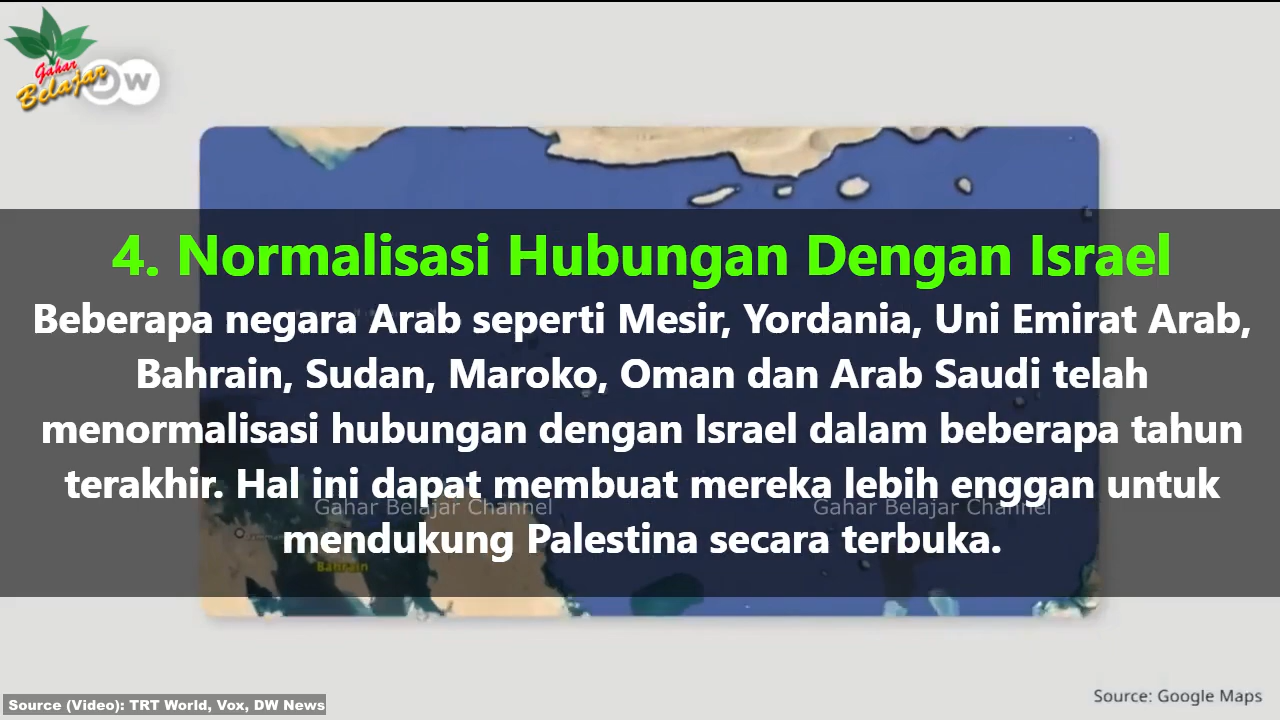 Gahar
Belajar
DW
4. Normalisasi Hubungan Dengan Israel
Beberapa negara Arab seperti Mesir, Yordania, Uni Emirat Arab,
Bahrain, Sudan, Maroko, Oman dan Arab Saudi telah
menormalisasi hubungan dengan Israel dalam beberapa tahun
terakhir. Hal ini dapat membuat mereka lebih enggan untuk
Gahar Belajar Channel Gahar Belajar Channel
mendukung Palestina secara terbuka.
Bahrain
Source: Google Maps
Source (Video): TRT World, Vox, DW News